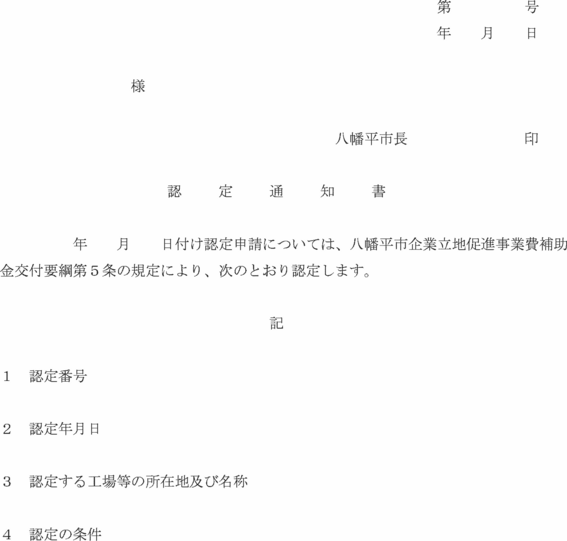 第　　　　　号
年　　月　　日
様
八幡平市長　　　　　　　　印
認　　定　　通　　知　　書
年　　月　　日付け認定申請については、八幡平市企業立地促進事業費補助
金交付要綱第５条の規定により、次のとおり認定します。
記
１　認定番号
２　認定年月日
３　認定する工場等の所在地及び名称
４　認定の条件